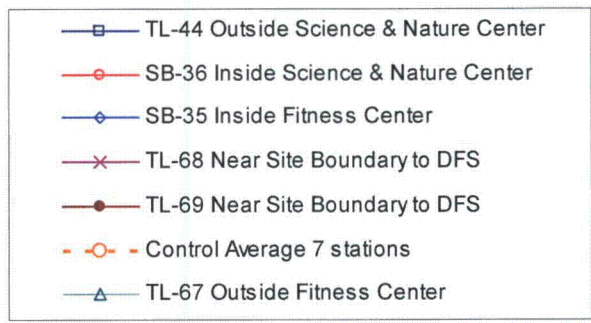 TL-44 Outside Science & Nature Center
SB-36 Inside Science & Nature Center
SB-35 Inside Fitness Center
TL-68 Near Site Boundary to DFS
TL-69 Near Site Boundary to DFS
Control Average 7 stations
TL-67 Outside Fitness Center